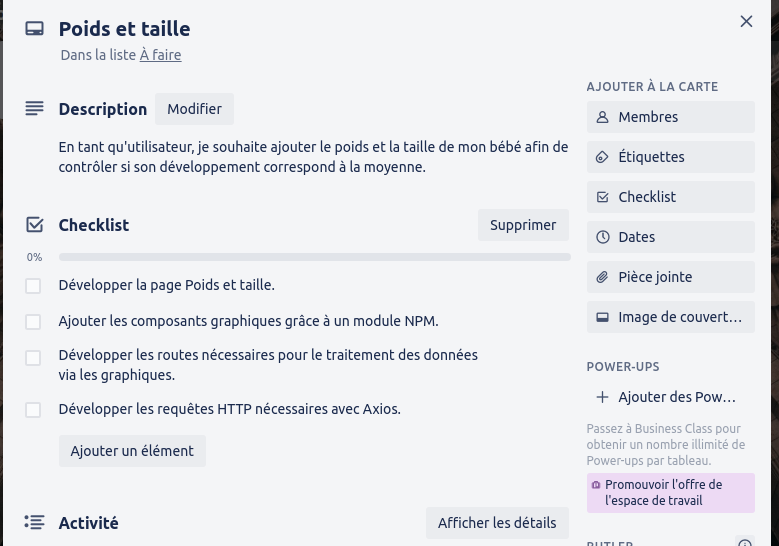 Poids et taille
Dans la liste À faire
Description
Modifier
En tant qu'utilisateur, je souhaite ajouter le poids et la taille de mon bébé afin de
contrôler si son développement correspond à la moyenne.
Checklist
Supprimer
0%
Développer la page Poids et taille.
Ajouter les composants graphiques grâce à un module NPM.
Développer les routes nécessaires pour le traitement des données
via les graphiques.
Développer les requêtes HTTP nécessaires avec Axios.
Ajouter un élément
Activité
Afficher les détails
AJOUTER À LA CARTE
Membres
Étiquettes
Checklist
Dates
Pièce jointe
Image de couvert…
POWER-UPS
Ajouter des Pow…
Passez à Business Class pour
obtenir un nombre illimité de
Power-ups par tableau.
Promouvoir l'offre de
l'espace de travail
BUTLER